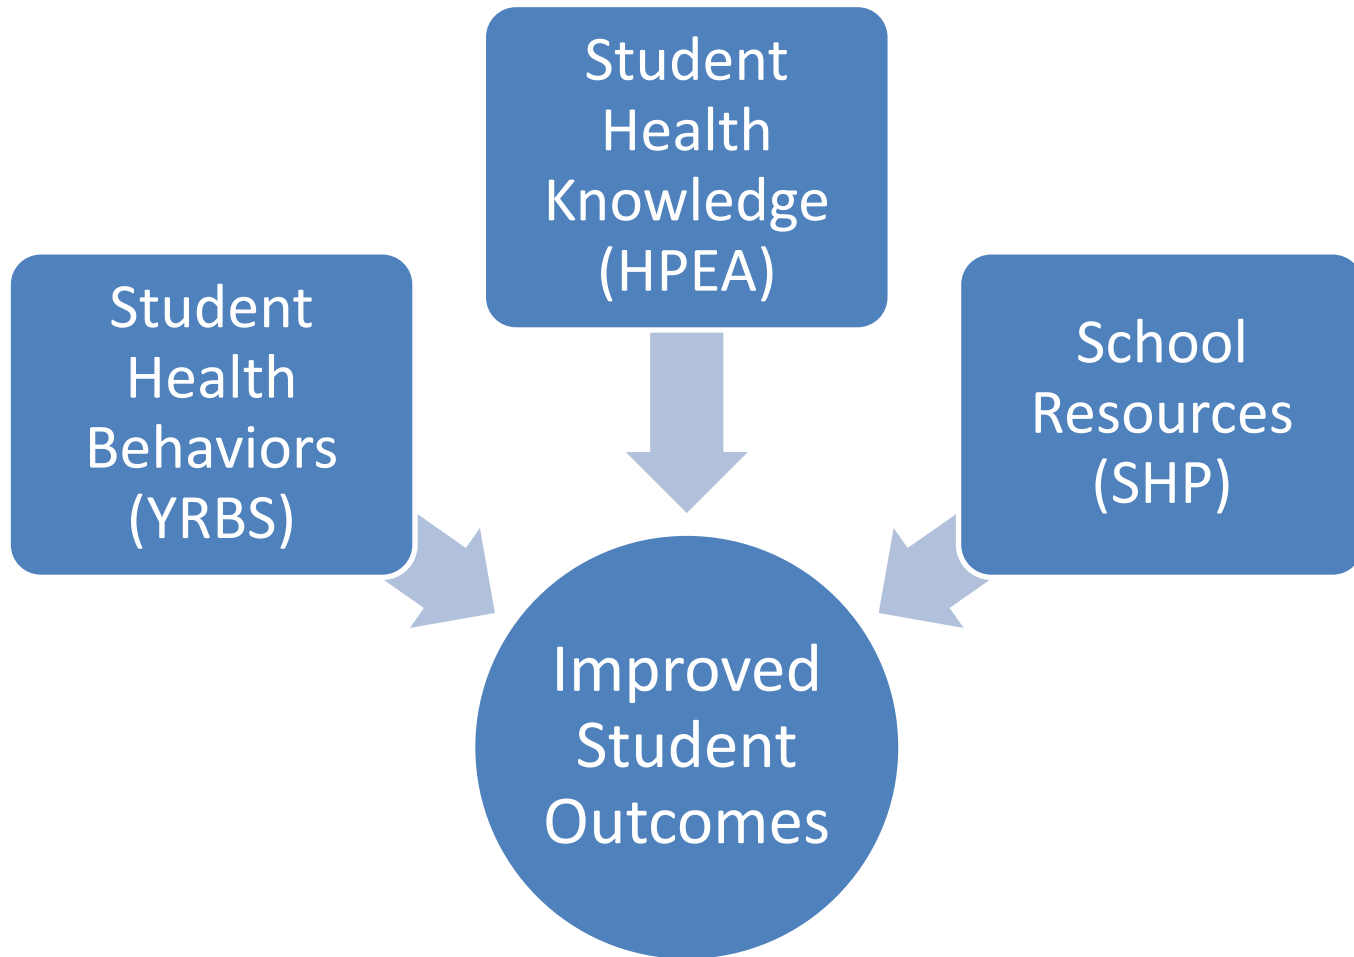 Student
Health
Knowledge
(HPEA)
Student
Health
Behaviors
(YRBS)
School
Resources
(SHP)
Improved
Student
Outcomes